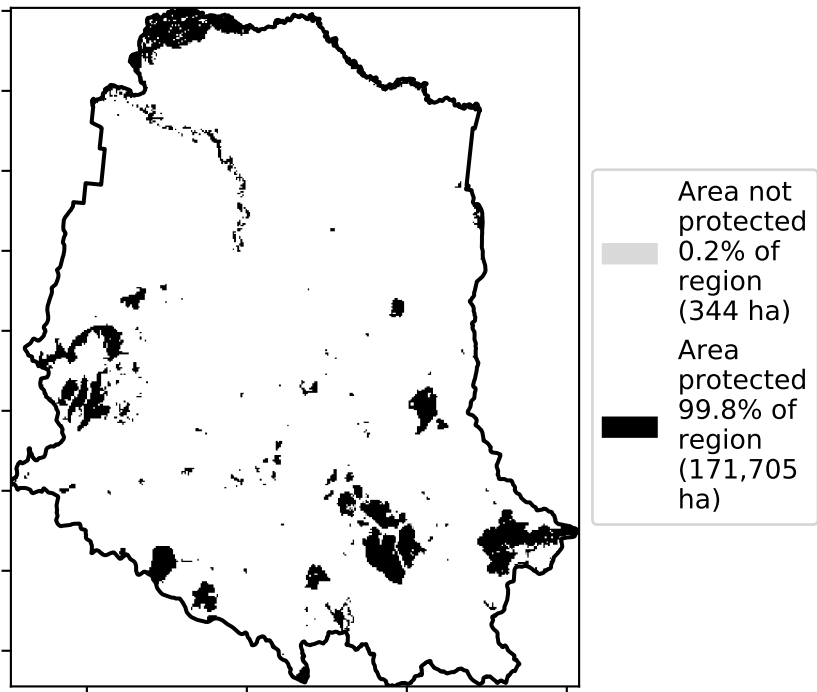 Area not
protected
0.2% of
region
(344 ha)
Area
protected
99.8% of
region
(171,705
ha)